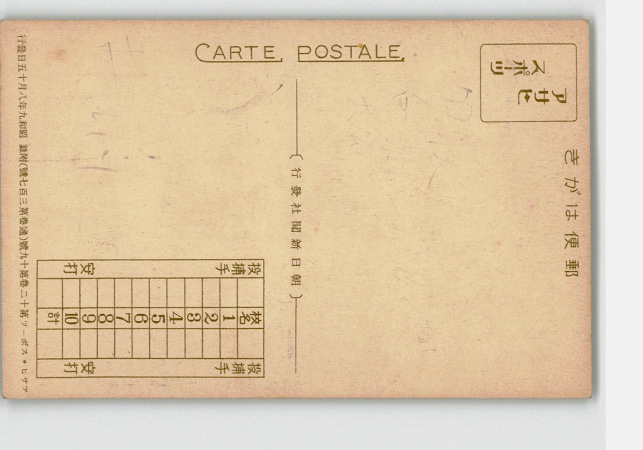 CARTE POSTALE
アサヒ
スポーツ
きがは便郵
行發社聞新日朝
行發日五十月八年九和昭 錄附(號七百三第巻通)號九十第巻二十第ツーポス・ヒサア
投捕手 安打
校名 1 2 3 4 5 6 7 8 9 10 計
投捕手 安打